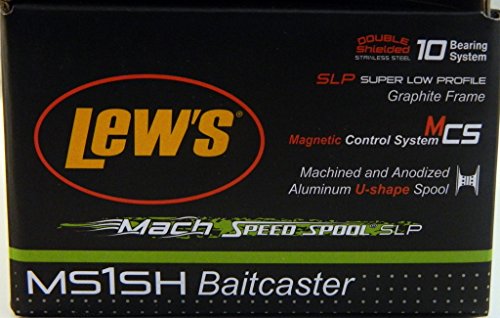 DOUBLE
Shielded
STAINLESS STEEL
10 Bearing
System
SLP SUPER LOW PROFILE
Graphite Frame
LEW'S®
Magnetic Control System MCS
Machined and Anodized
Aluminum U-shape Spool
Mach SPEED SPOOL® SLP
MS1SH Baitcaster